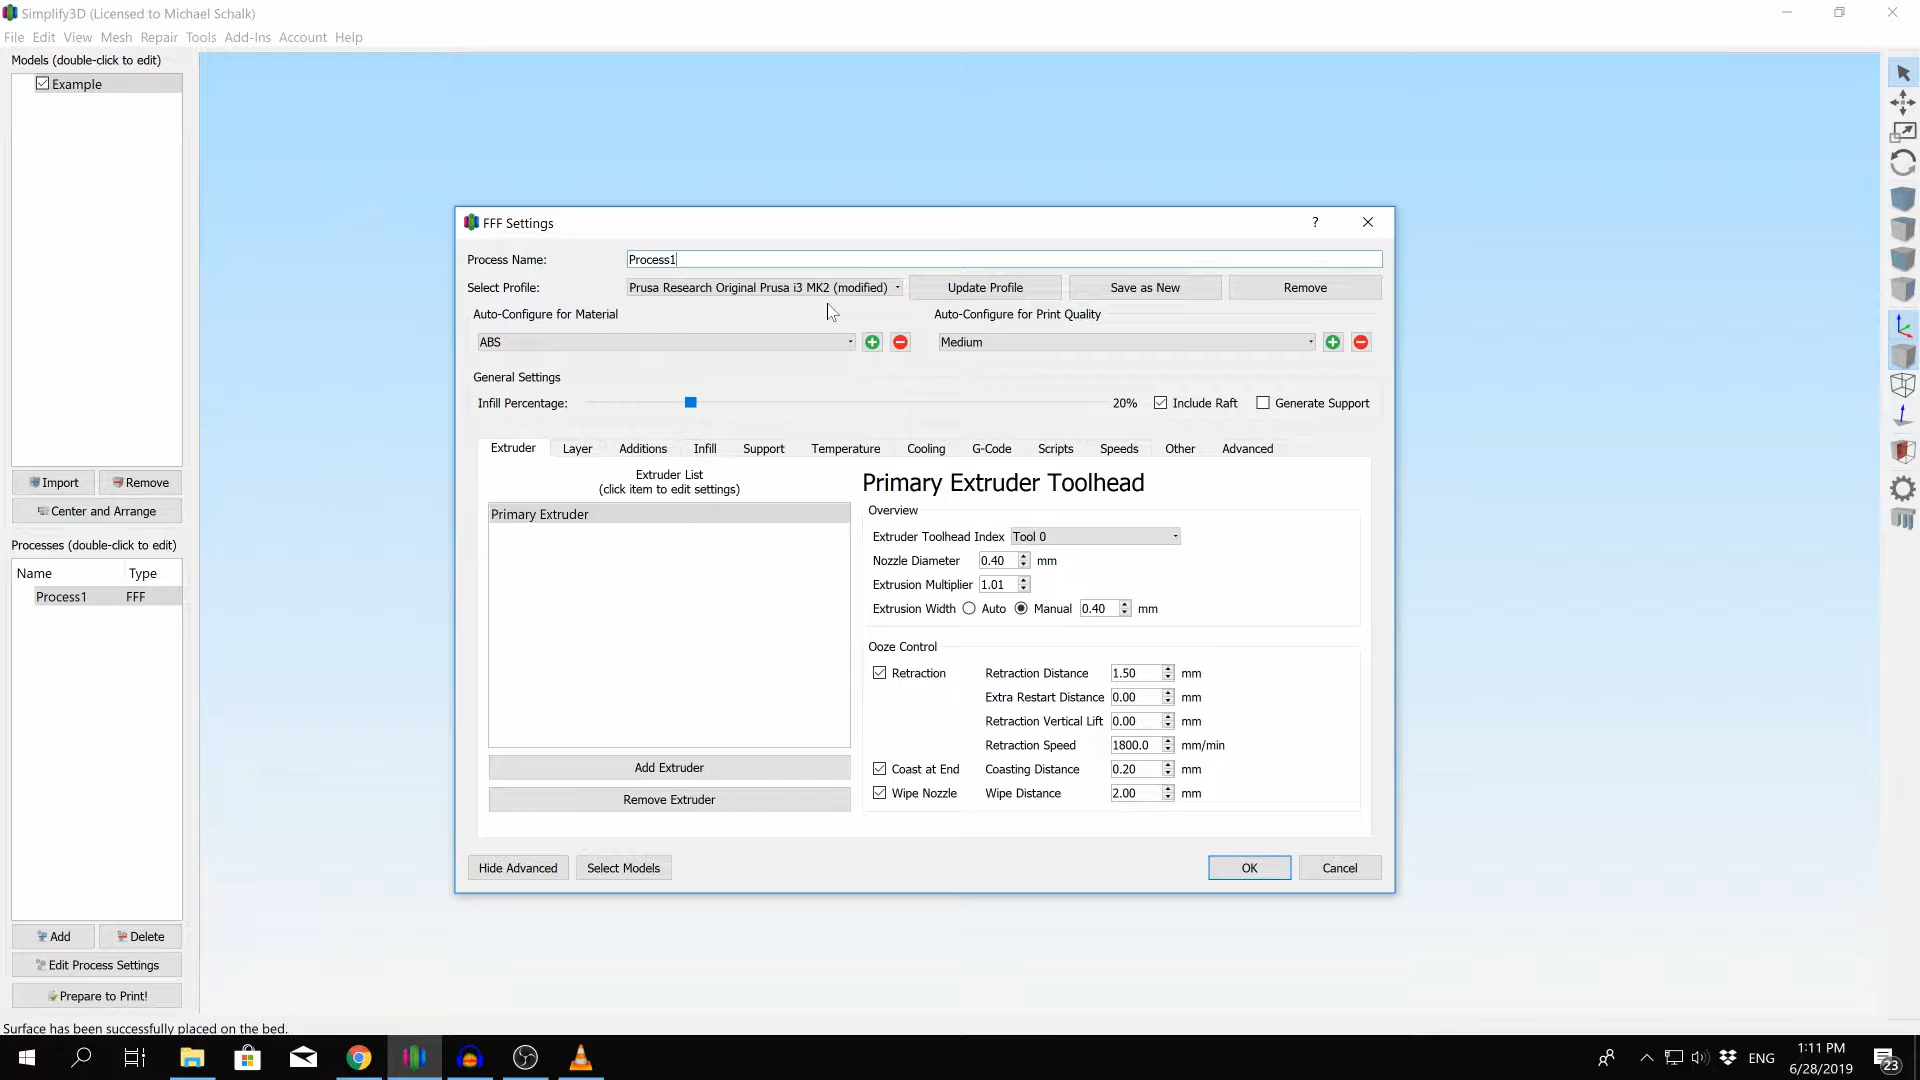 Simplify3D (Licensed to Michael Schalk)
File Edit View Mesh Repair Tools Add-Ins Account Help
Models (double-click to edit)
Example
Import Remove
Center and Arrange
Processes (double-click to edit)
Name Type
Process1 FFF
Add Delete
Edit Process Settings
Prepare to Print!
Surface has been successfully placed on the bed.
FFF Settings ?
Process Name: Process1
Select Profile: Prusa Research Original Prusa i3 MK2 (modified) Update Profile Save as New Remove
Auto-Configure for Material Auto-Configure for Print Quality
ABS Medium
General Settings
Infill Percentage: 20% Include Raft Generate Support
Extruder Layer Additions Infill Support Temperature Cooling G-Code Scripts Speeds Other Advanced
Extruder List
(click item to edit settings)
Primary Extruder
Add Extruder
Remove Extruder
Primary Extruder Toolhead
Overview
Extruder Toolhead Index Tool 0
Nozzle Diameter 0.40 mm
Extrusion Multiplier 1.01
Extrusion Width Auto Manual 0.40 mm
Ooze Control
Retraction Retraction Distance 1.50 mm
Extra Restart Distance 0.00 mm
Retraction Vertical Lift 0.00 mm
Retraction Speed 1800.0 mm/min
Coast at End Coasting Distance 0.20 mm
Wipe Nozzle Wipe Distance 2.00 mm
Hide Advanced Select Models OK Cancel
ENG
1:11 PM
6/28/2019
23